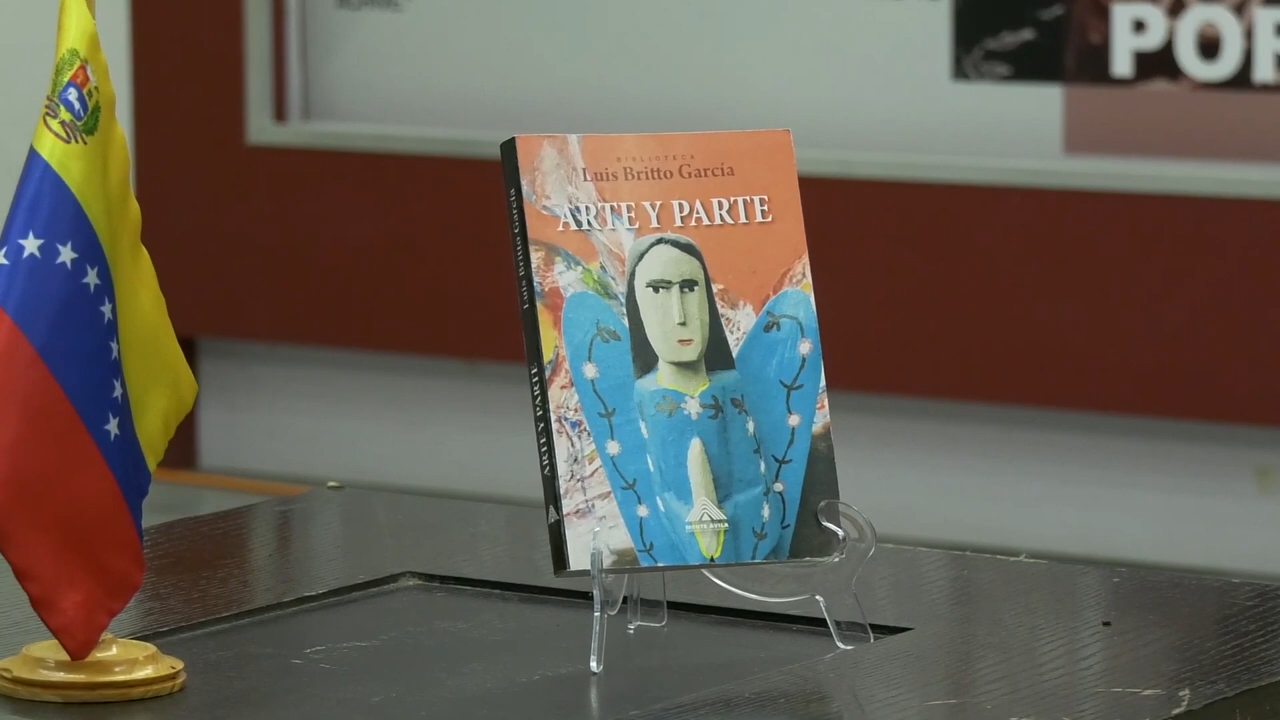 POR
BIBLIOTECA
Luis Britto García
ARTE Y PARTE
Luis Britto García
ARTE Y PARTE
MONTE ÁVILA